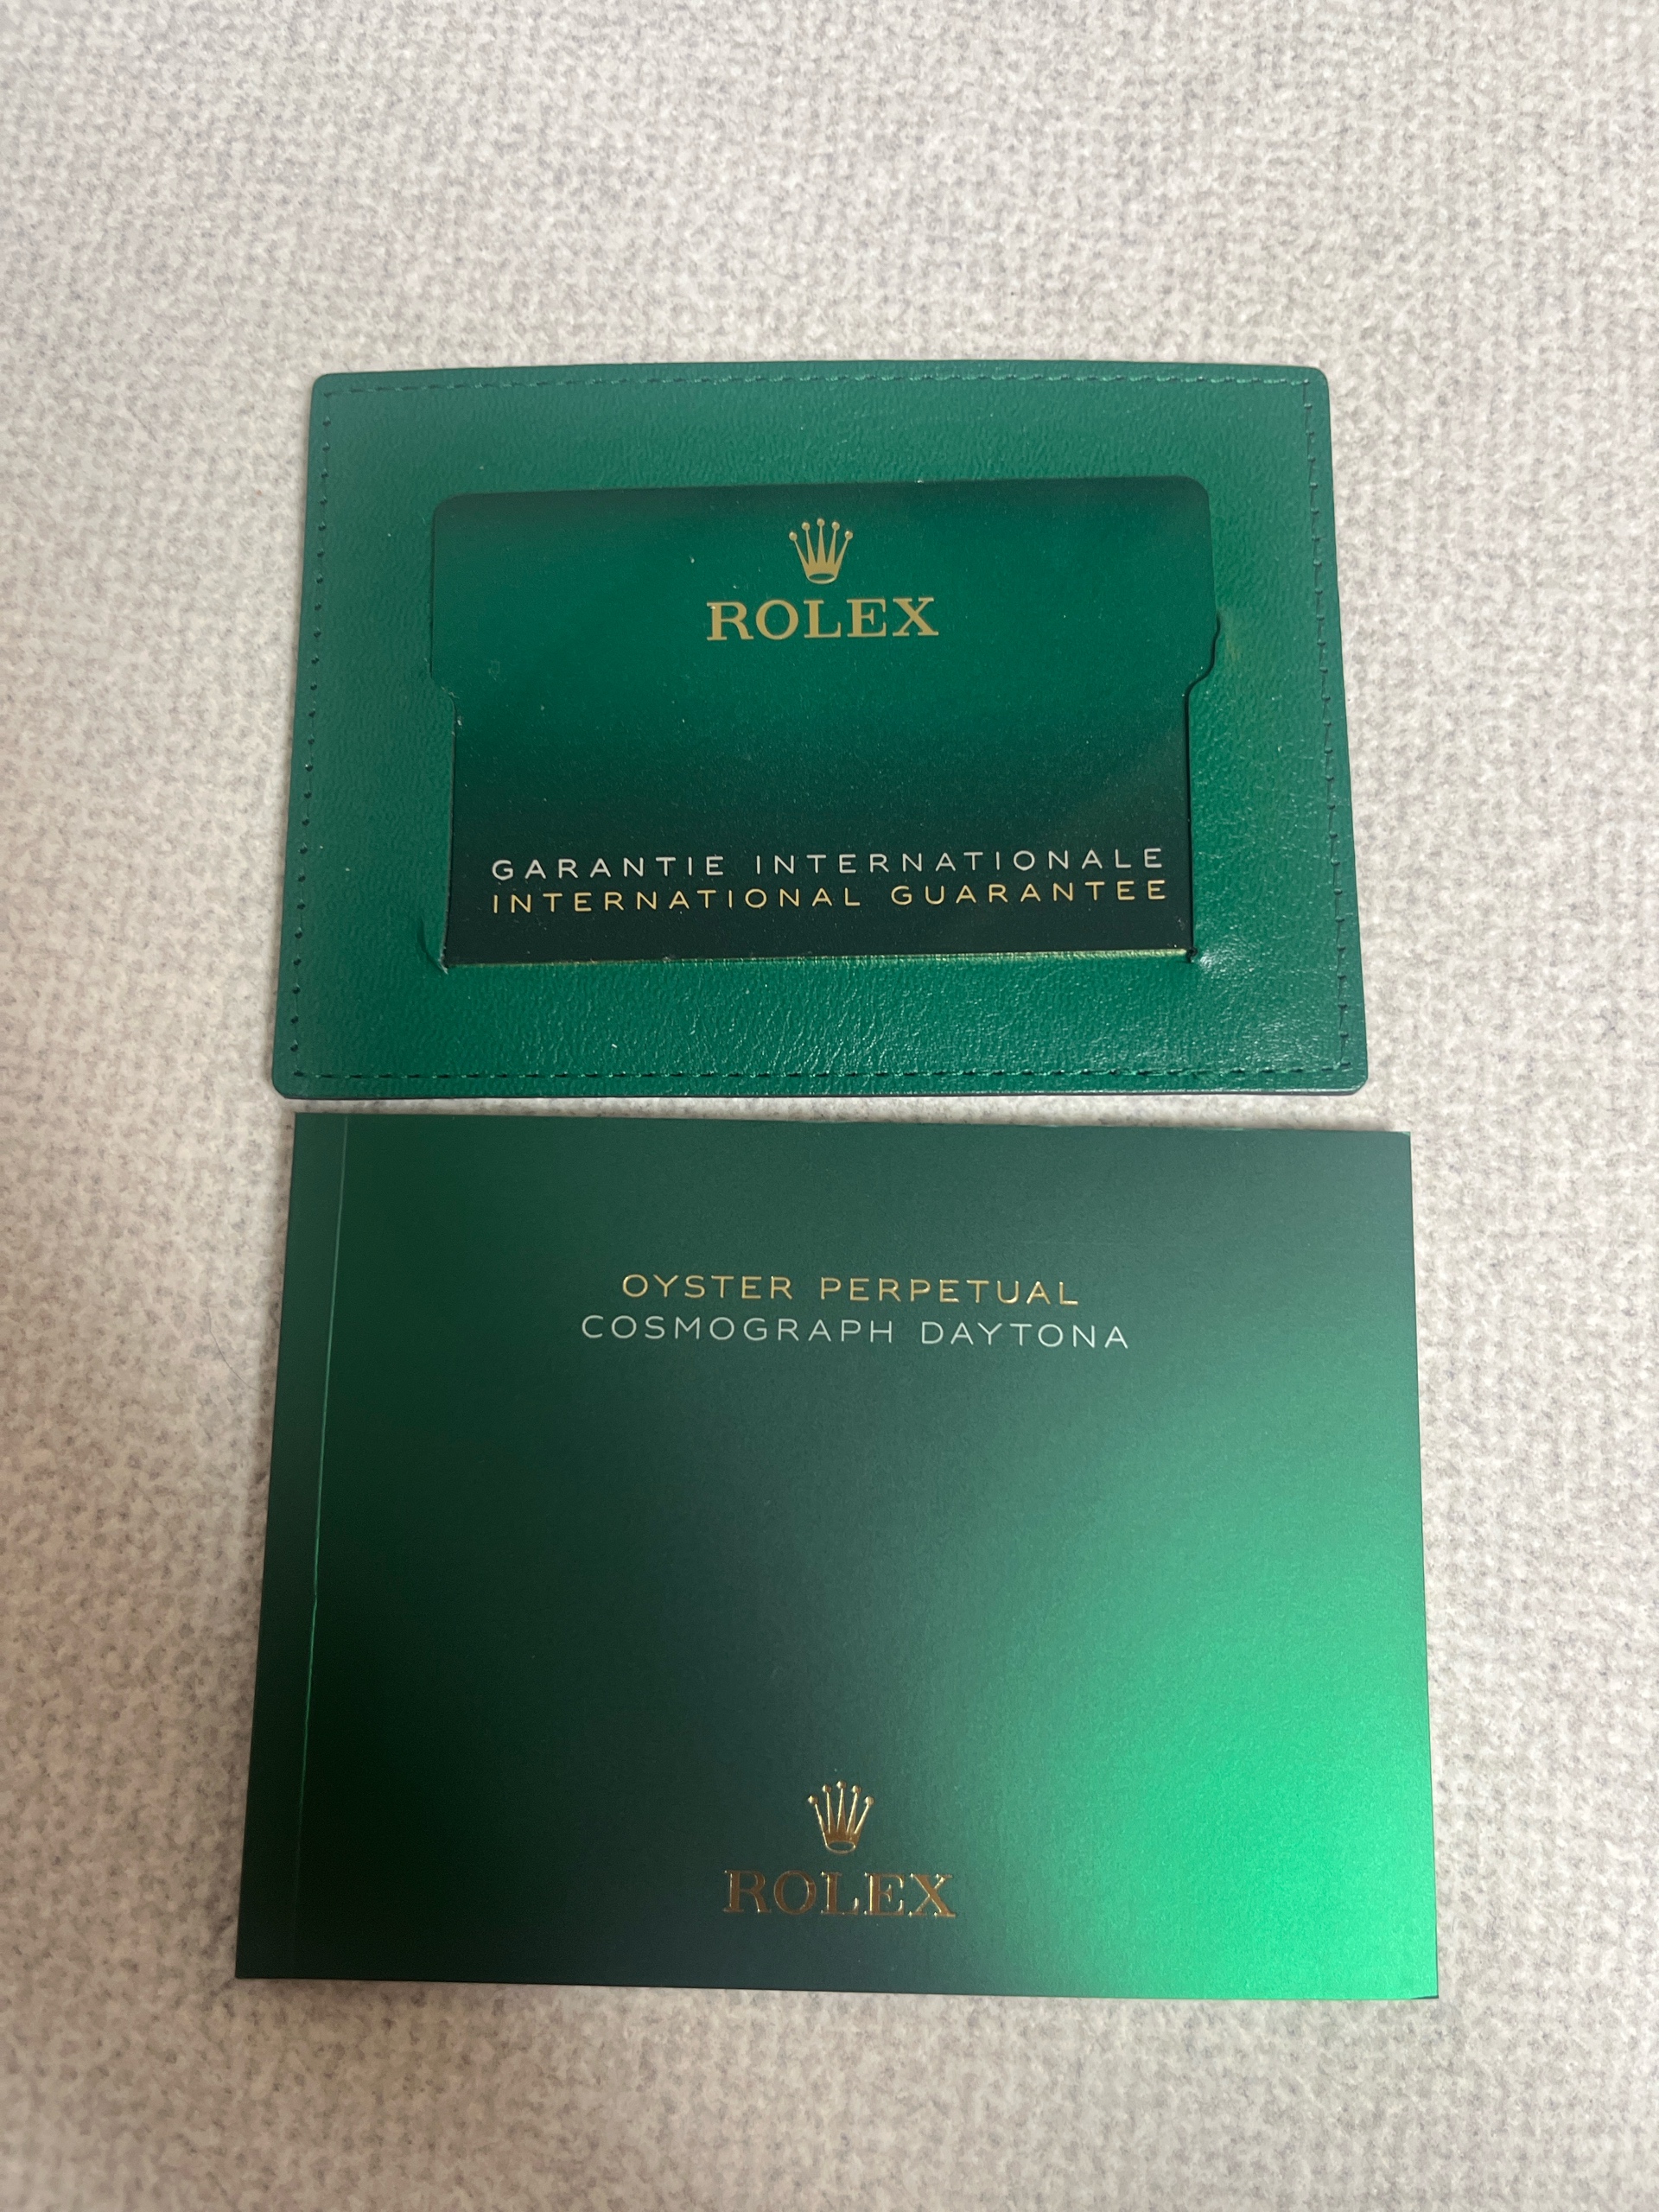 ROLEX
GARANTIE INTERNATIONALE
INTERNATIONAL GUARANTEE
OYSTER PERPETUAL
COSMOGRAPH DAYTONA
ROLEX